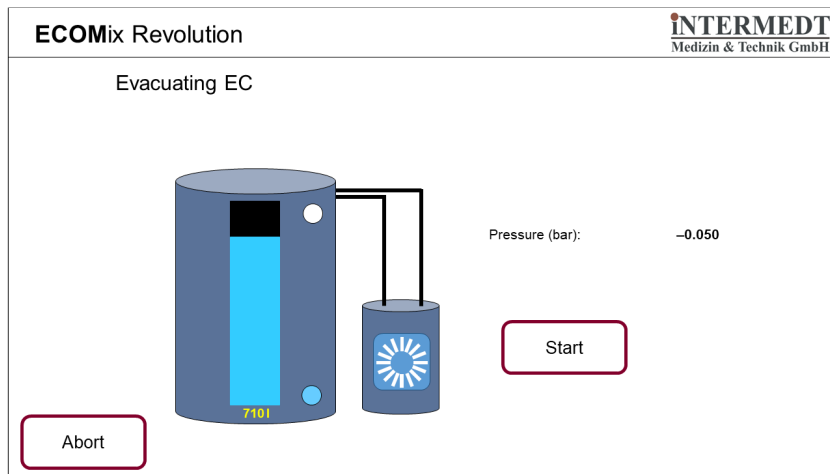 ECOMix Revolution
iNTERMEDT
Medizin & Technik GmbH
Evacuating EC
Pressure (bar): –0.050
Start
710 l
Abort